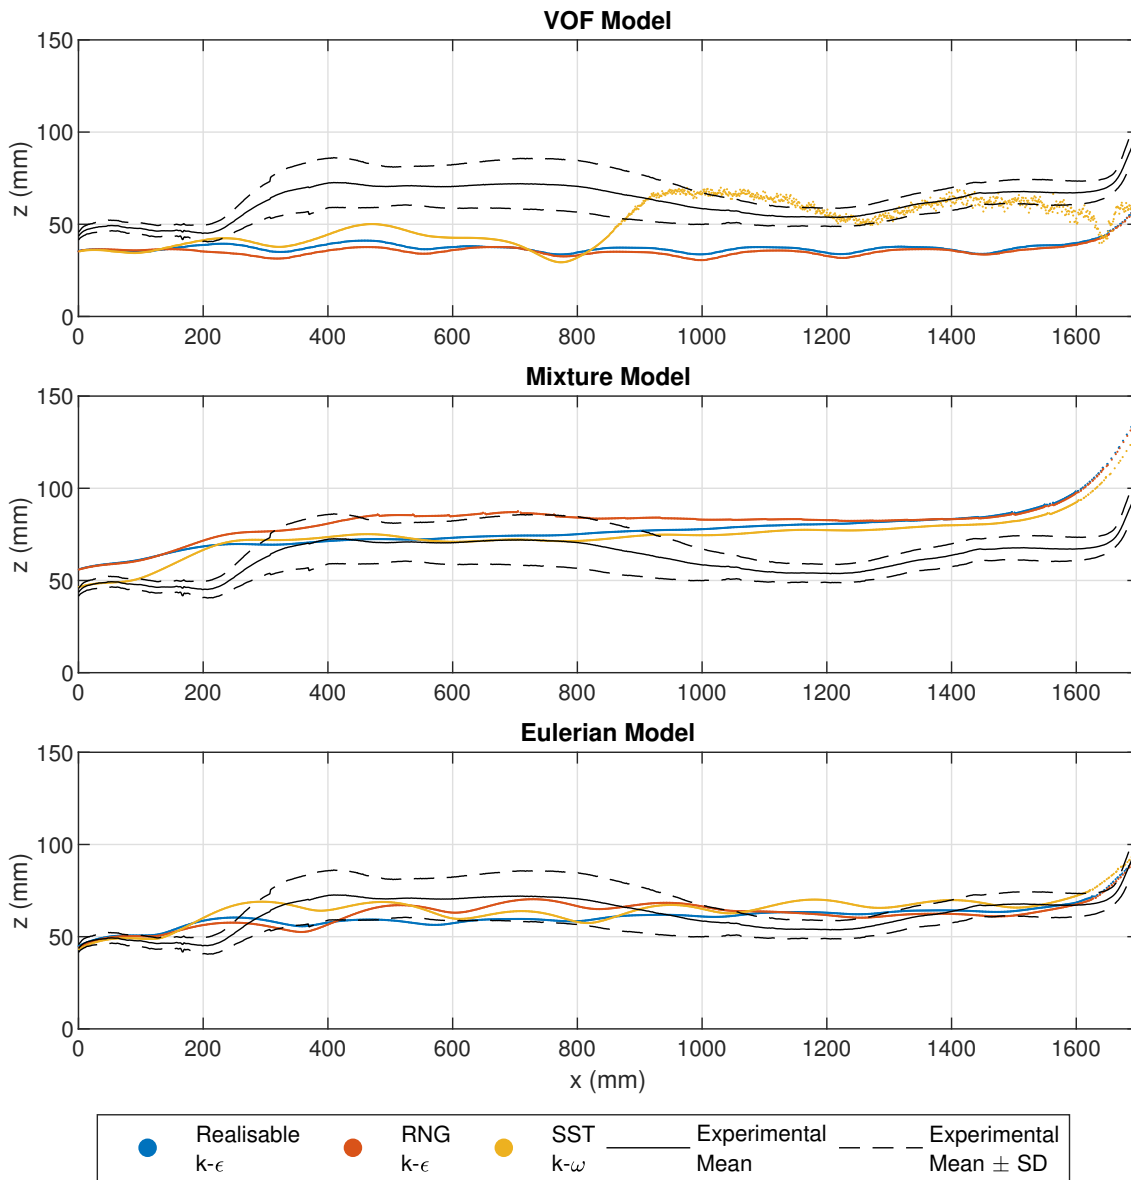 VOF Model
150
100
50
0
z (mm)
0 200 400 600 800 1000 1200 1400 1600
Mixture Model
150
100
50
0
z (mm)
0 200 400 600 800 1000 1200 1400 1600
Eulerian Model
150
100
50
0
z (mm)
0 200 400 600 800 1000 1200 1400 1600
x (mm)
Realisable RNG SST Experimental Experimental
k-ϵ k-ϵ k-ω Mean Mean ± SD